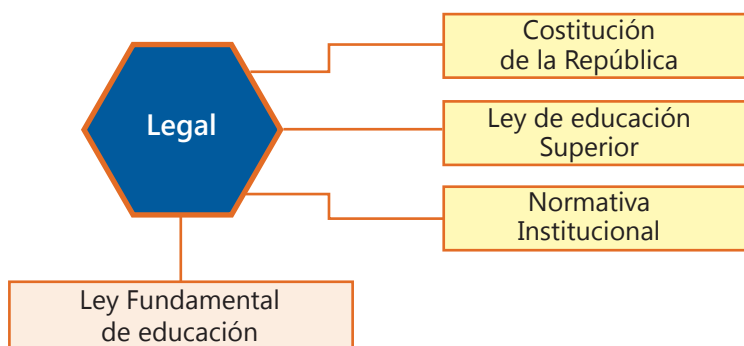 Costitución
de la República
Legal
Ley de educación
Superior
Normativa
Institucional
Ley Fundamental
de educación